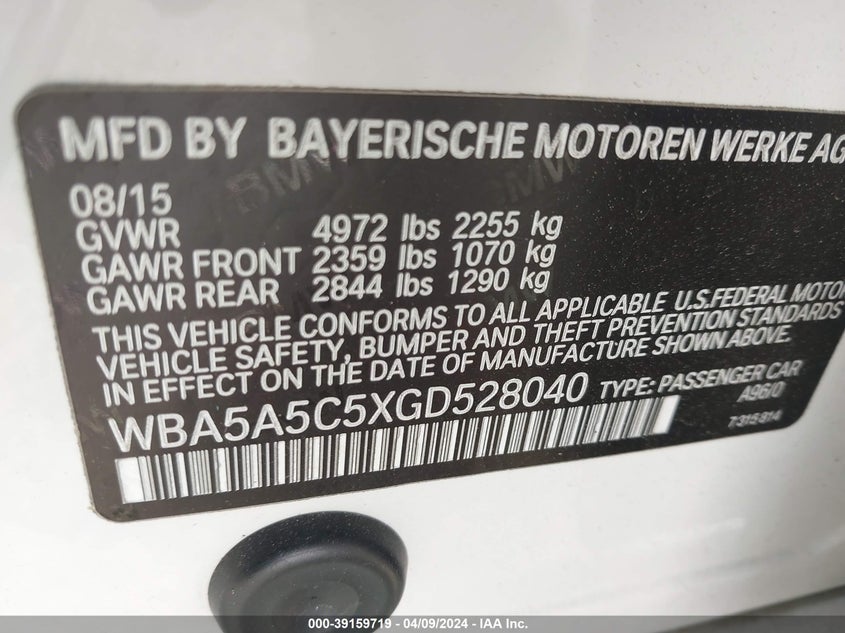 MFD BY BAYERISCHE MOTOREN WERKE AG
08/15
GVWR 4972 lbs 2255 kg
GAWR FRONT 2359 lbs 1070 kg
GAWR REAR 2844 lbs 1290 kg
THIS VEHICLE CONFORMS TO ALL APPLICABLE U.S.FEDERAL MOTOR
VEHICLE SAFETY, BUMPER AND THEFT PREVENTION STANDARDS
IN EFFECT ON THE DATE OF MANUFACTURE SHOWN ABOVE.
WBA5A5C5XGD528040 TYPE: PASSENGER CAR
A96/0
7315814
000-39159719 - 04/09/2024 - IAA Inc.